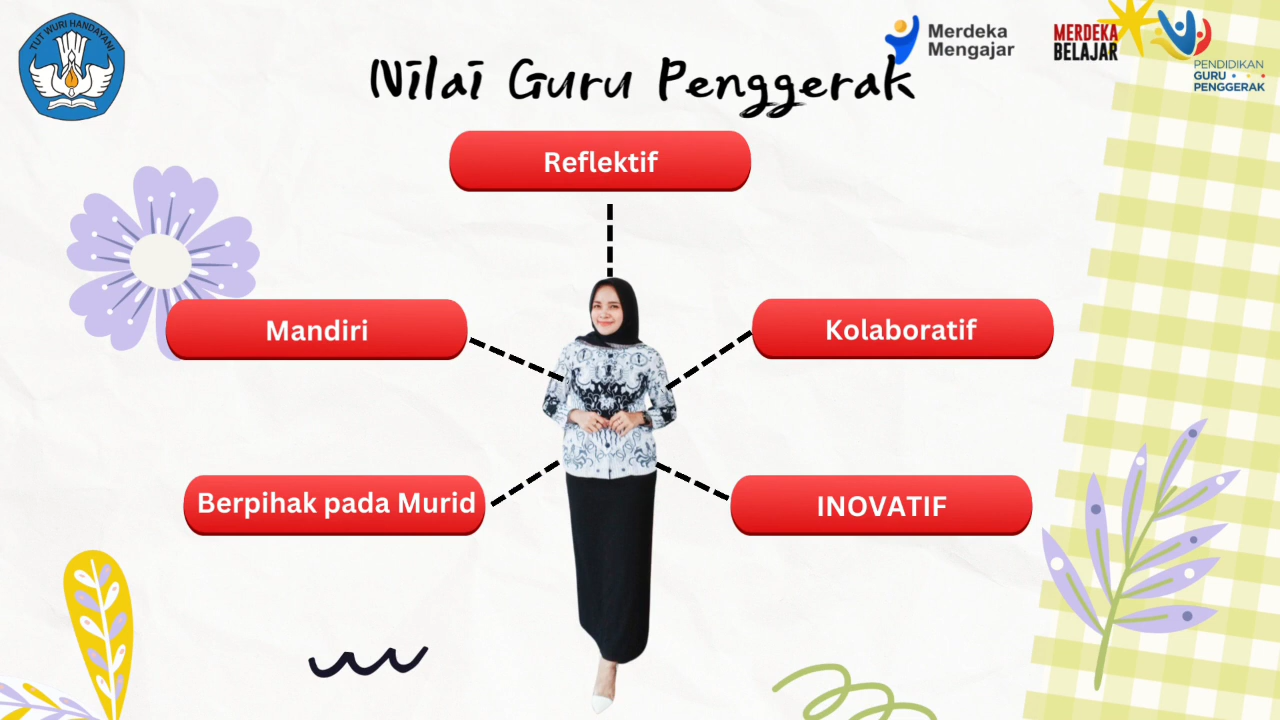 TUT WURI HANDAYANI
Merdeka
Mengajar
MERDEKA
BELAJAR
PENDIDIKAN
GURU
PENGGERAK
Nilai Guru Penggerak
Reflektif
Mandiri
Kolaboratif
Berpihak pada Murid
INOVATIF